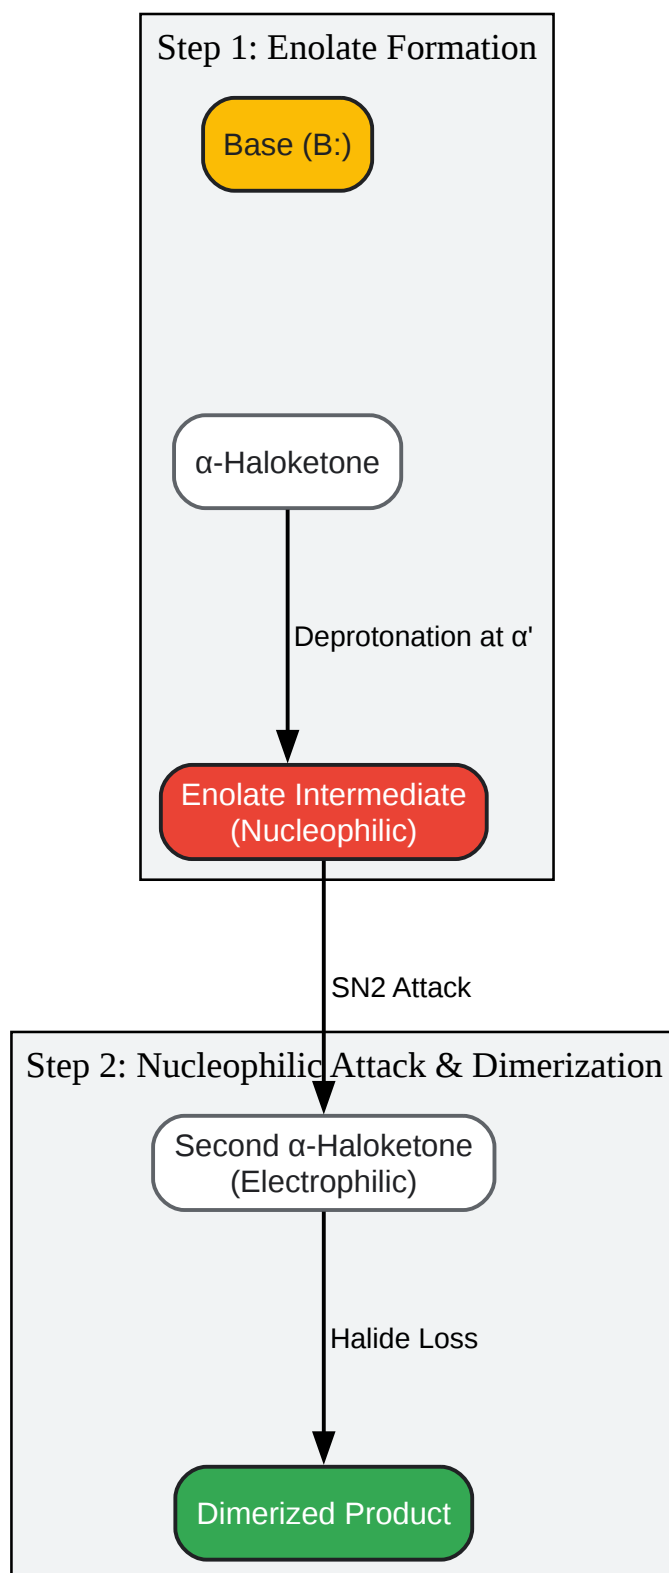 Step 1: Enolate Formation
Base (B:)
α-Haloketone
Deprotonation at α'
Enolate Intermediate
(Nucleophilic)
SN2 Attack
Step 2: Nucleophilic Attack & Dimerization
Second α-Haloketone
(Electrophilic)
Halide Loss
Dimerized Product